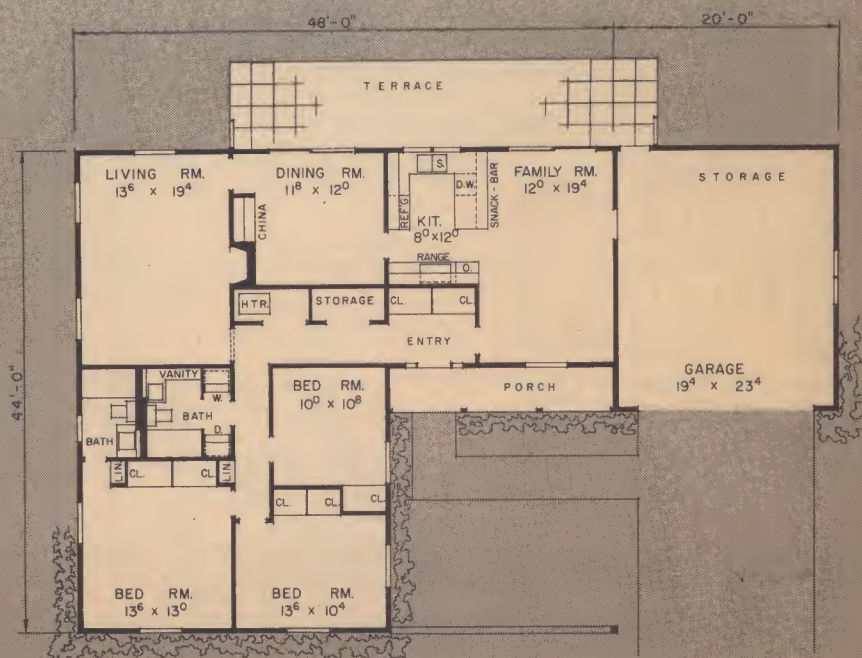 48'-0"
20'-0"
TERRACE
LIVING RM.
13⁶ x 19⁴
DINING RM.
11⁸ x 12⁰
S.
D.W.
REF'G
KIT.
8⁰x12⁰
SNACK-BAR
FAMILY RM.
12⁰ x 19⁴
STORAGE
CHINA
RANGE
O.
HTR.
STORAGE
CL.
CL.
ENTRY
44'-0"
VANITY
W.
BATH
D.
BATH
BED RM.
10⁰ x 10⁸
PORCH
GARAGE
19⁴ x 23⁴
LIN.
CL.
CL.
LIN.
CL.
CL.
CL.
BED RM.
13⁶ x 13⁰
BED RM.
13⁶ x 10⁴